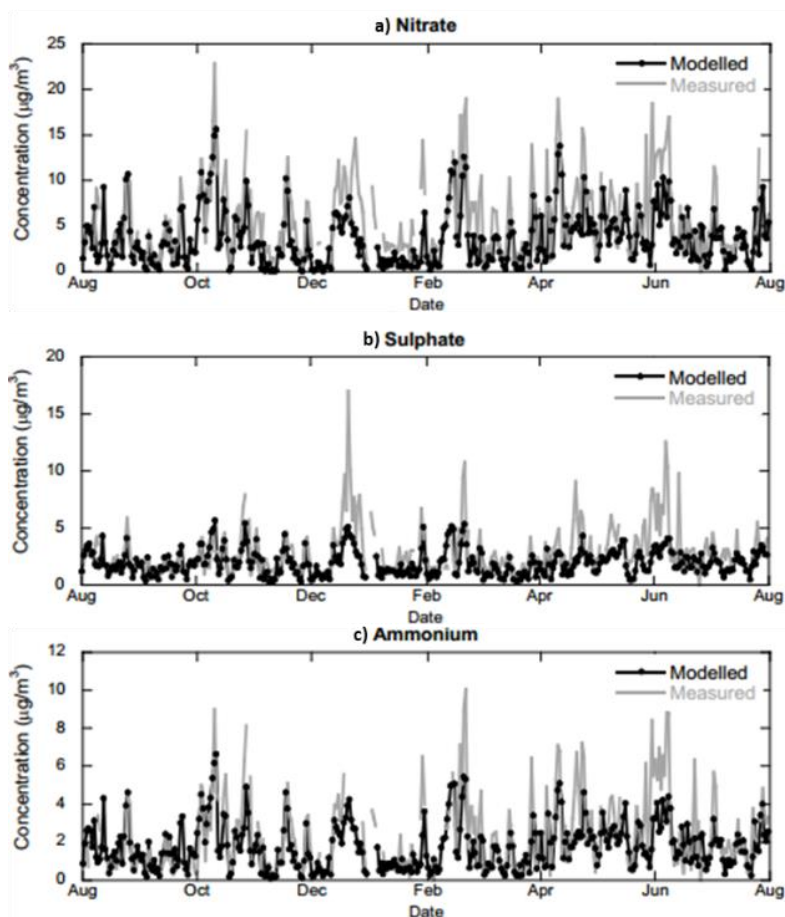 a) Nitrate
25
20
15
10
5
0
Concentration (μg/m³)
Modelled
Measured
Aug Oct Dec Feb Apr Jun Aug
Date
b) Sulphate
20
15
10
5
0
Concentration (μg/m³)
Modelled
Measured
Aug Oct Dec Feb Apr Jun Aug
Date
c) Ammonium
12
10
8
6
4
2
0
Concentration (μg/m³)
Modelled
Measured
Aug Oct Dec Feb Apr Jun Aug
Date